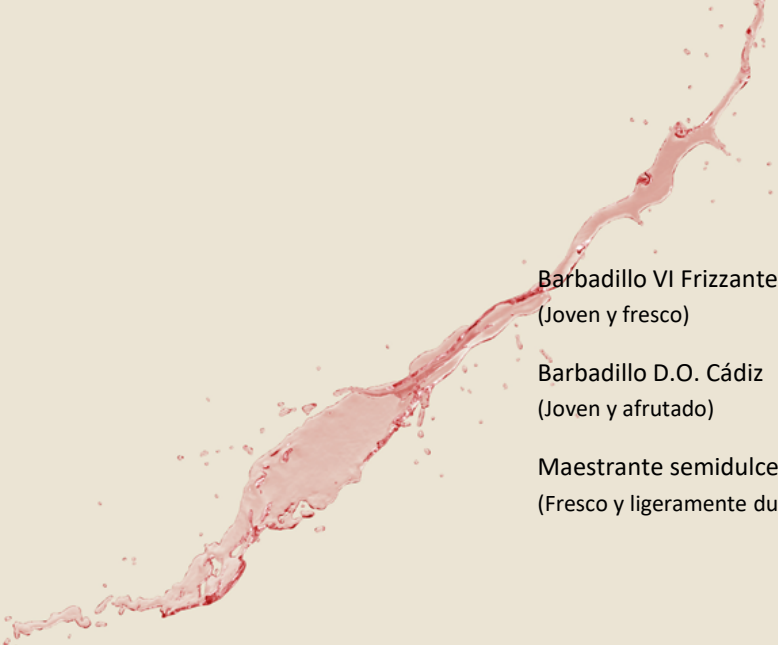 Barbadillo VI Frizzante
(Joven y fresco)
Barbadillo D.O. Cádiz
(Joven y afrutado)
Maestrante semidulce
(Fresco y ligeramente du